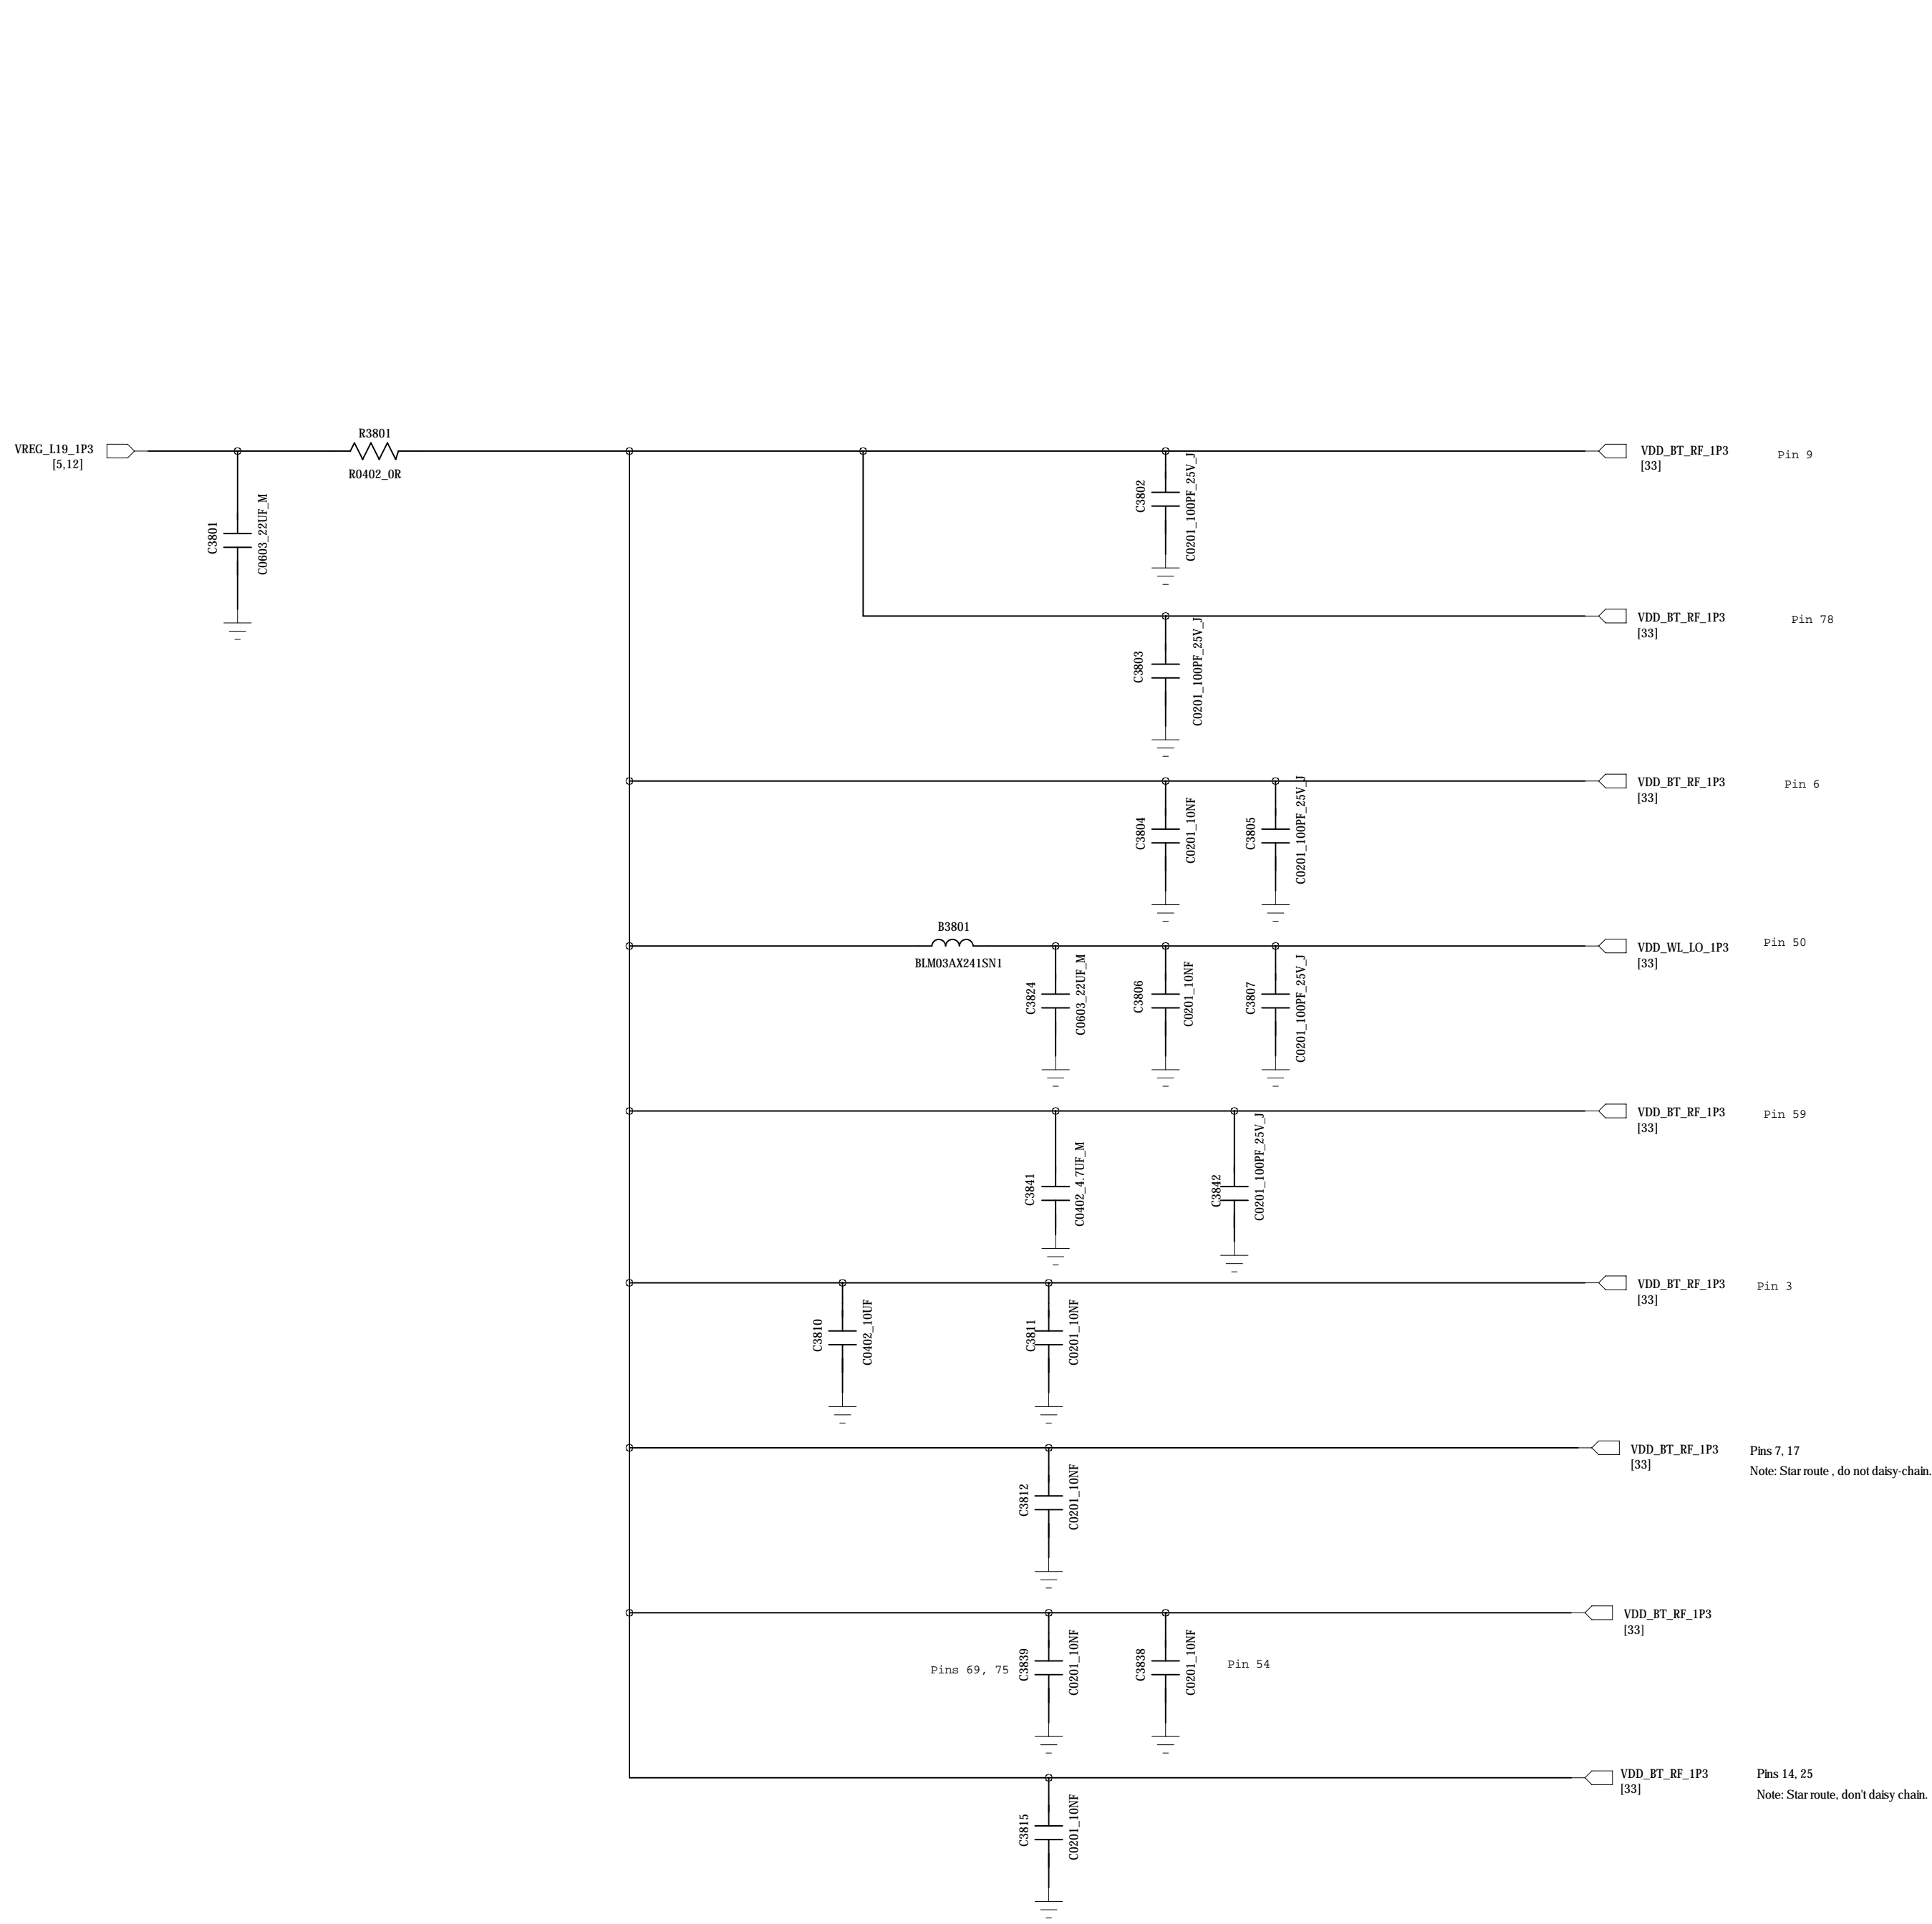 R3801
VREG_L19_1P3
[5,12]
R0402_0R
VDD_BT_RF_1P3
[33]
Pin 9
C3801
C0603_22UF_M
C3802
C0201_100PF_25V_J
VDD_BT_RF_1P3
[33]
Pin 78
C3803
C0201_100PF_25V_J
VDD_BT_RF_1P3
[33]
Pin 6
C3804
C0201_10NF
C3805
C0201_100PF_25V_J
B3801
BLM03AX241SN1
VDD_WL_LO_1P3
[33]
Pin 50
C3824
C0603_22UF_M
C3806
C0201_10NF
C3807
C0201_100PF_25V_J
VDD_BT_RF_1P3
[33]
Pin 59
C3841
C0402_4.7UF_M
C3842
C0201_100PF_25V_J
VDD_BT_RF_1P3
[33]
Pin 3
C3810
C0402_10UF
C3811
C0201_10NF
VDD_BT_RF_1P3
[33]
Pins 7, 17
Note: Star route , do not daisy-chain.
C3812
C0201_10NF
VDD_BT_RF_1P3
[33]
Pins 69, 75
C3839
C0201_10NF
C3838
C0201_10NF
Pin 54
VDD_BT_RF_1P3
[33]
Pins 14, 25
Note: Star route, don't daisy chain.
C3815
C0201_10NF